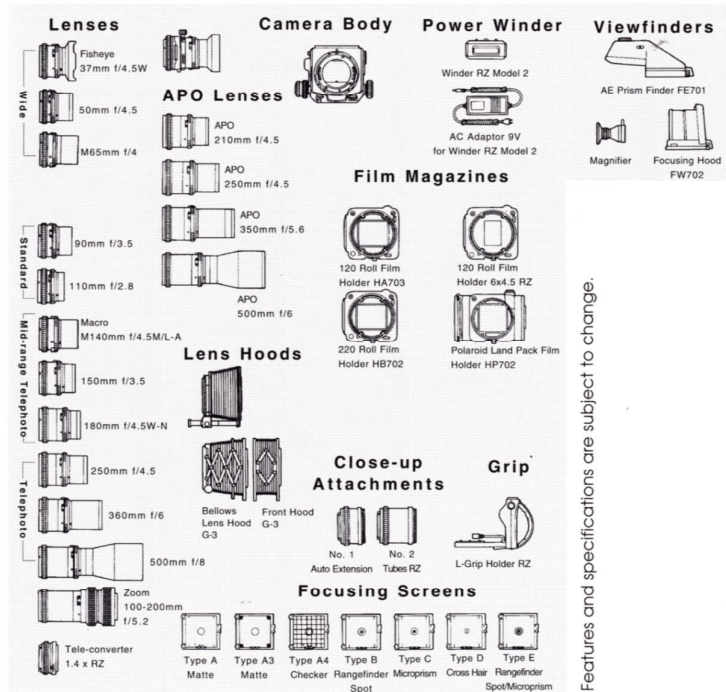 Lenses
Wide
Fisheye
37mm f/4.5W
50mm f/4.5
M65mm f/4
Standard
90mm f/3.5
110mm f/2.8
Mid-range Telephoto
Macro
M140mm f/4.5M/L-A
150mm f/3.5
180mm f/4.5W-N
Telephoto
250mm f/4.5
360mm f/6
500mm f/8
Zoom
100-200mm
f/5.2
Tele-converter
1.4 x RZ
APO Lenses
APO
210mm f/4.5
APO
250mm f/4.5
APO
350mm f/5.6
APO
500mm f/6
Lens Hoods
Bellows
Lens Hood
G-3
Front Hood
G-3
Camera Body
Power Winder
Winder RZ Model 2
AC Adaptor 9V
for Winder RZ Model 2
Viewfinders
AE Prism Finder FE701
Magnifier
Focusing Hood
FW702
Film Magazines
120 Roll Film
Holder HA703
120 Roll Film
Holder 6x4.5 RZ
220 Roll Film
Holder HB702
Polaroid Land Pack Film
Holder HP702
Close-up
Attachments
No. 1
Auto Extension
No. 2
Tubes RZ
Grip
L-Grip Holder RZ
Focusing Screens
Type A
Matte
Type A3
Matte
Type A4
Checker
Type B
Rangefinder
Spot
Type C
Microprism
Type D
Cross Hair
Type E
Rangefinder
Spot/Microprism
Features and specifications are subject to change.